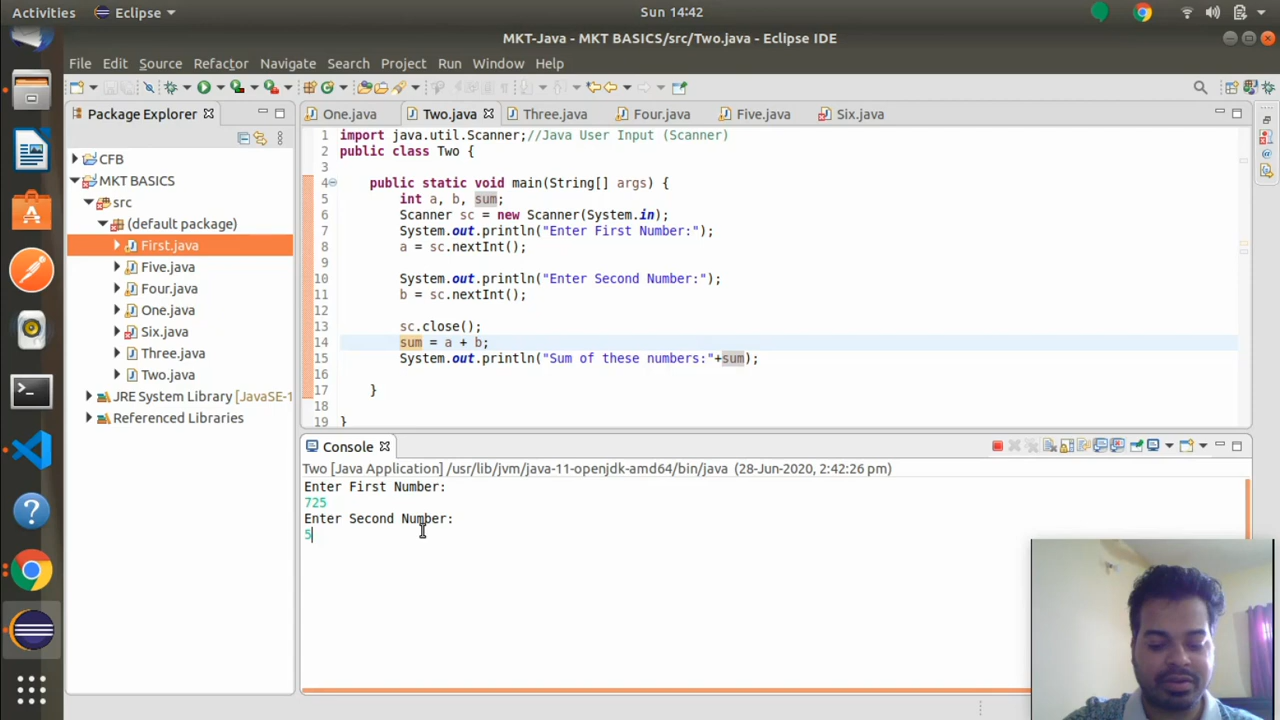 Activities Eclipse Sun 14:42
MKT-Java - MKT BASICS/src/Two.java - Eclipse IDE
File Edit Source Refactor Navigate Search Project Run Window Help
Package Explorer
CFB
MKT BASICS
src
(default package)
First.java
Five.java
Four.java
One.java
Six.java
Three.java
Two.java
JRE System Library [JavaSE-1
Referenced Libraries
One.java Two.java Three.java Four.java Five.java Six.java
1 import java.util.Scanner;//Java User Input (Scanner)
2 public class Two {
3
4 public static void main(String[] args) {
5 int a, b, sum;
6 Scanner sc = new Scanner(System.in);
7 System.out.println("Enter First Number:");
8 a = sc.nextInt();
9
10 System.out.println("Enter Second Number:");
11 b = sc.nextInt();
12
13 sc.close();
14 sum = a + b;
15 System.out.println("Sum of these numbers:"+sum);
16
17 }
18
19 }
Console
Two [Java Application] /usr/lib/jvm/java-11-openjdk-amd64/bin/java (28-Jun-2020, 2:42:26 pm)
Enter First Number:
725
Enter Second Number:
5